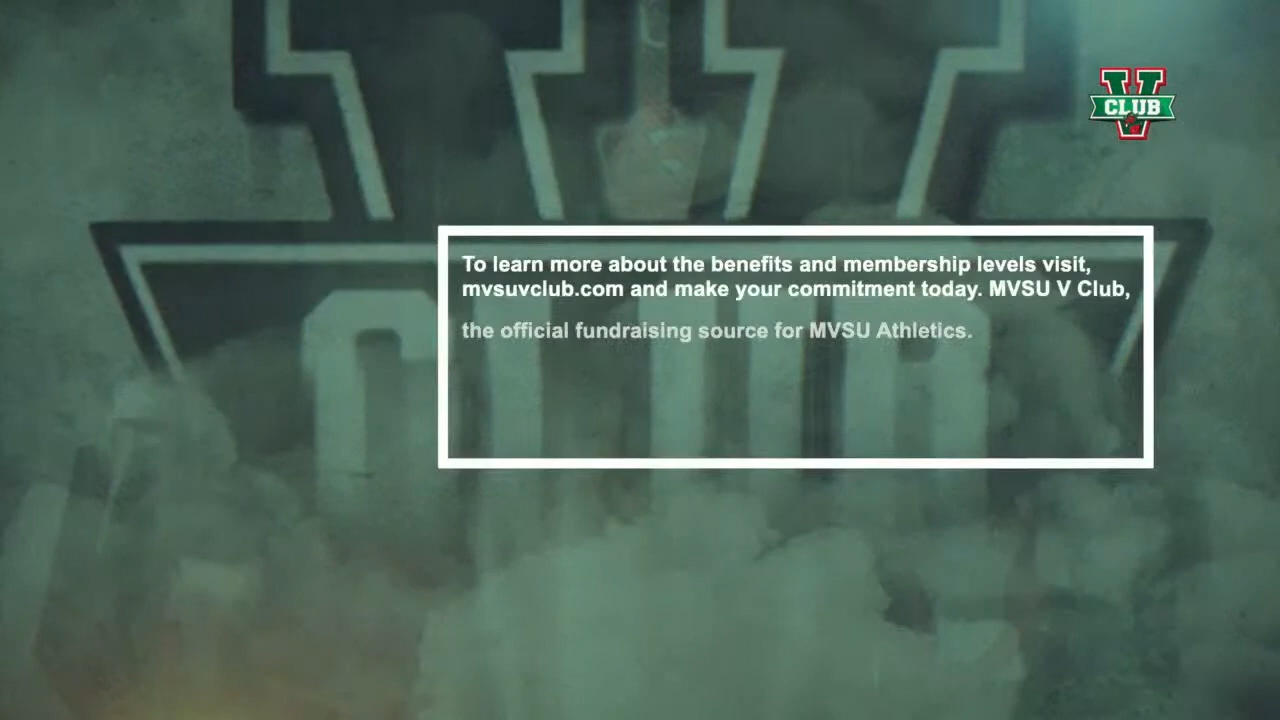 V
CLUB
To learn more about the benefits and membership levels visit,
mvsuvclub.com and make your commitment today. MVSU V Club,
the official fundraising source for MVSU Athletics.
CLUB